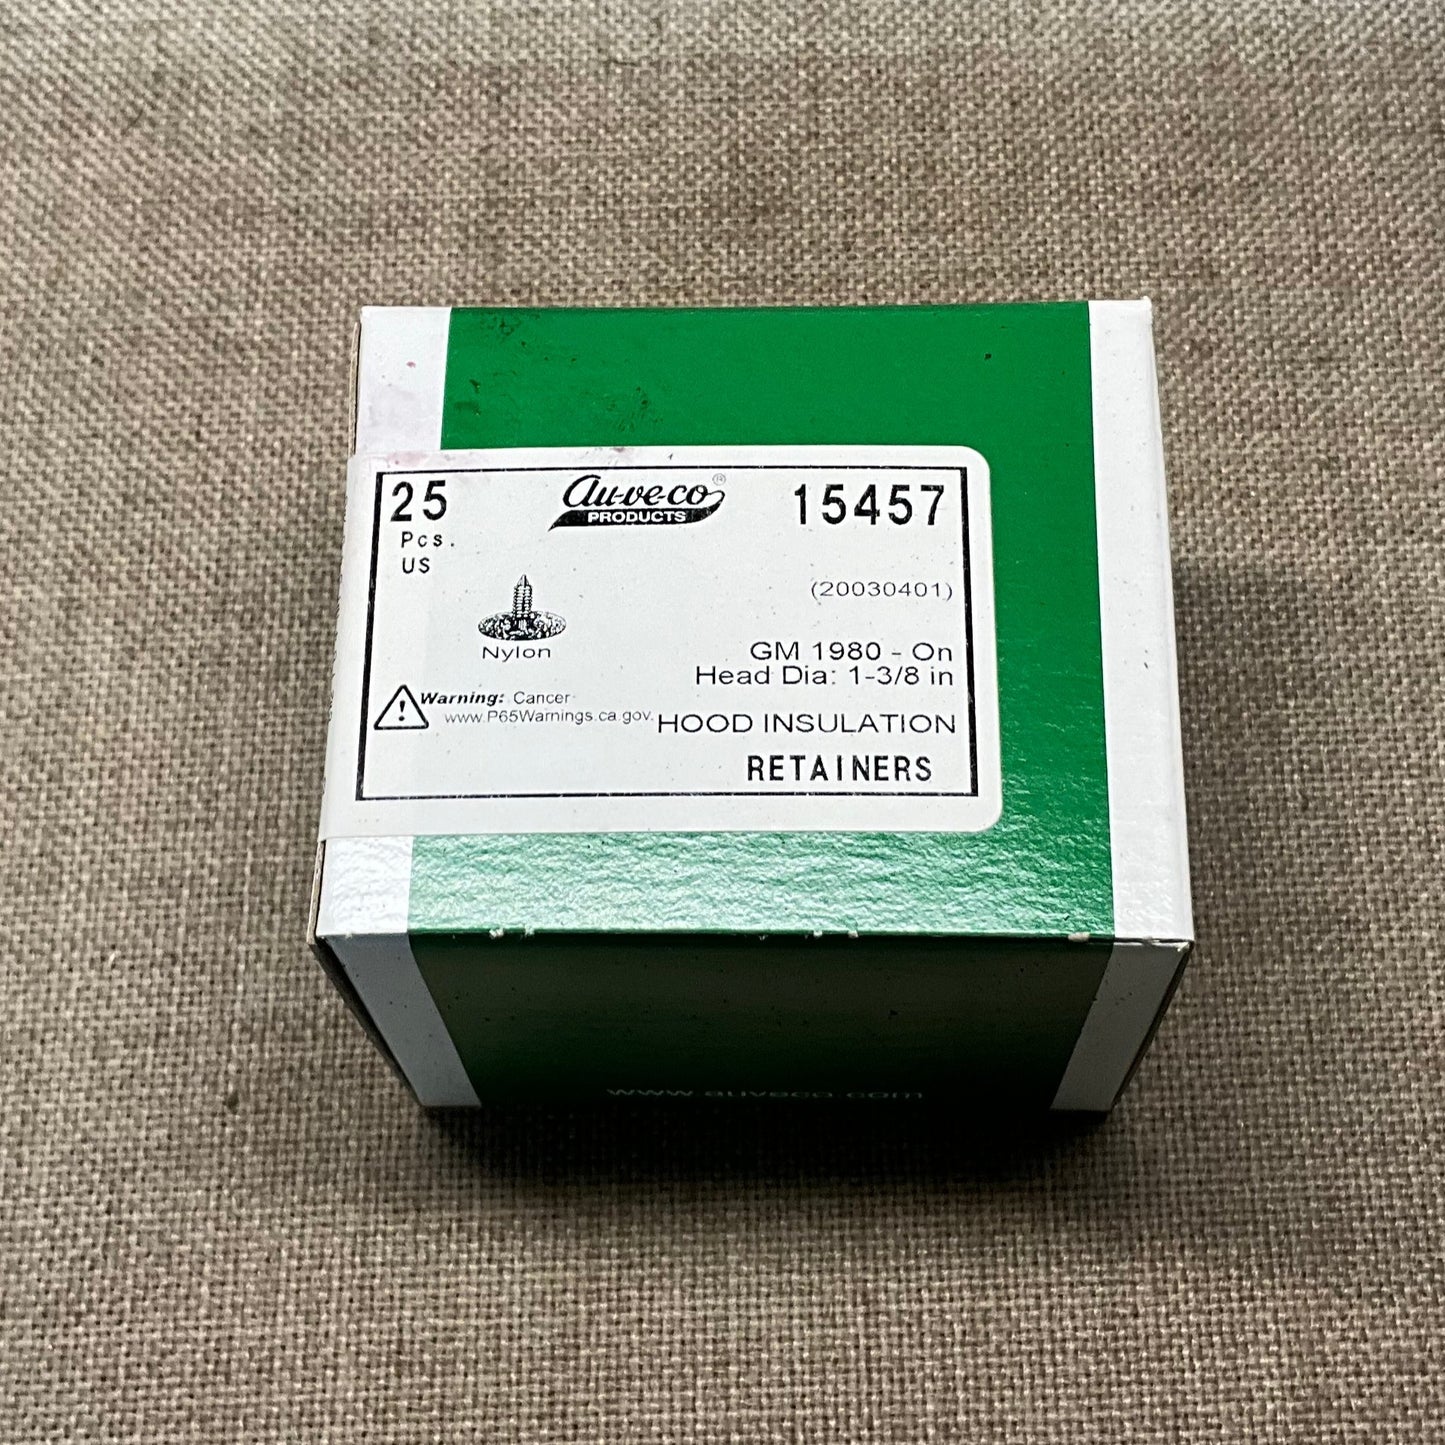 25
Pcs.
US
au-ve-co®
PRODUCTS
15457
(20030401)
Nylon
GM 1980 - On
Head Dia: 1-3/8 in
Warning: Cancer
www.P65Warnings.ca.gov.
HOOD INSULATION
RETAINERS
www.auveco.com